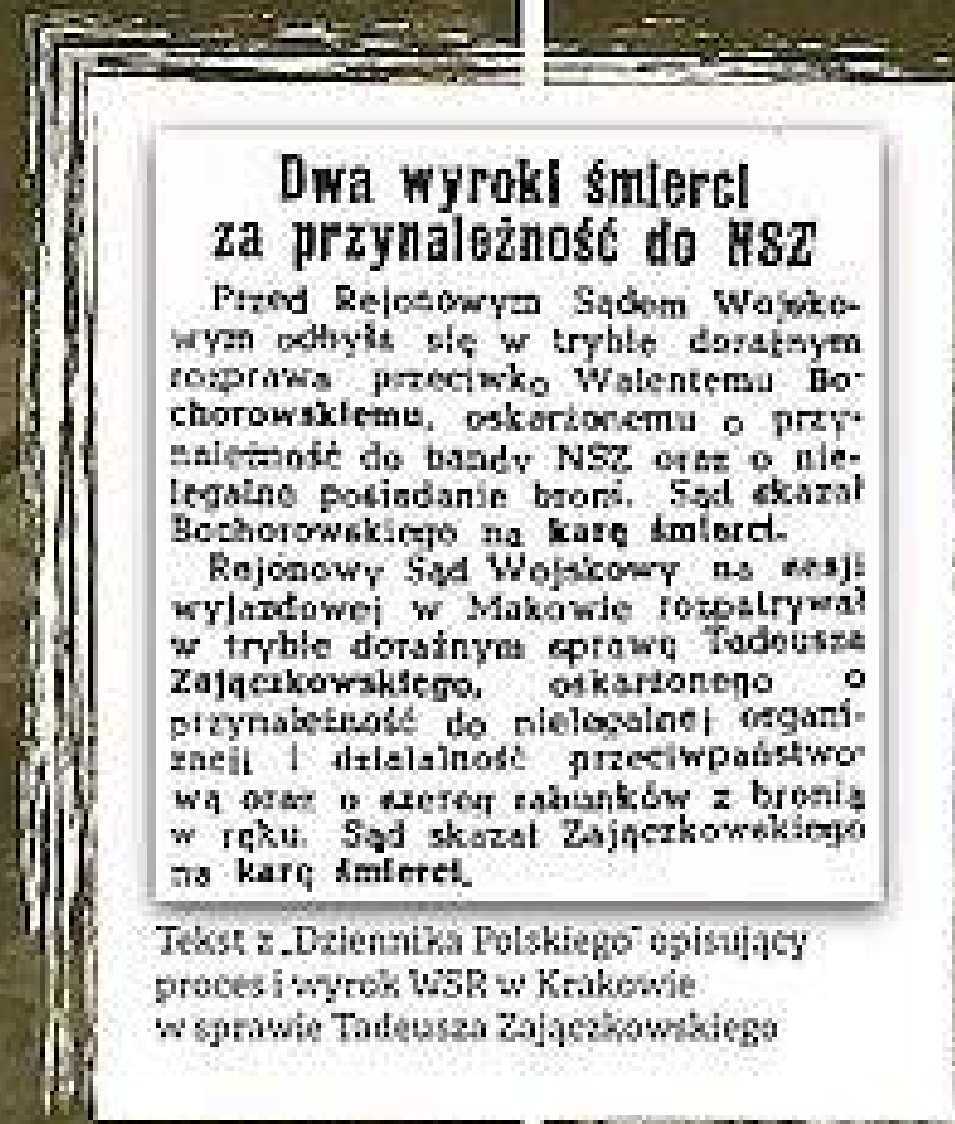 Dwa wyroki śmierci
za przynależność do NSZ
Przed Rejonowym Sądem Wojsko-
wym odbyła się w trybie doraźnym
rozprawa przeciwko Walentemu Bo-
chorowskiemu, oskarżonemu o przy-
należność do bandy NSZ oraz o nie-
legalne posiadanie broni. Sąd skazał
Bochorowskiego na karę śmierci.
Rejonowy Sąd Wojskowy na sesji
wyjazdowej w Makowie rozpatrywał
w trybie doraźnym sprawę Tadeusza
Zajączkowskiego, oskarżonego o
przynależność do nielegalnej organi-
zacji i działalność przeciwpaństwo-
wą oraz o szereg rabunków z bronią
w ręku. Sąd skazał Zajączkowskiego
na karę śmierci.
Tekst z „Dziennika Polskiego" opisujący
proces i wyrok WSR w Krakowie
w sprawie Tadeusza Zajączkowskiego